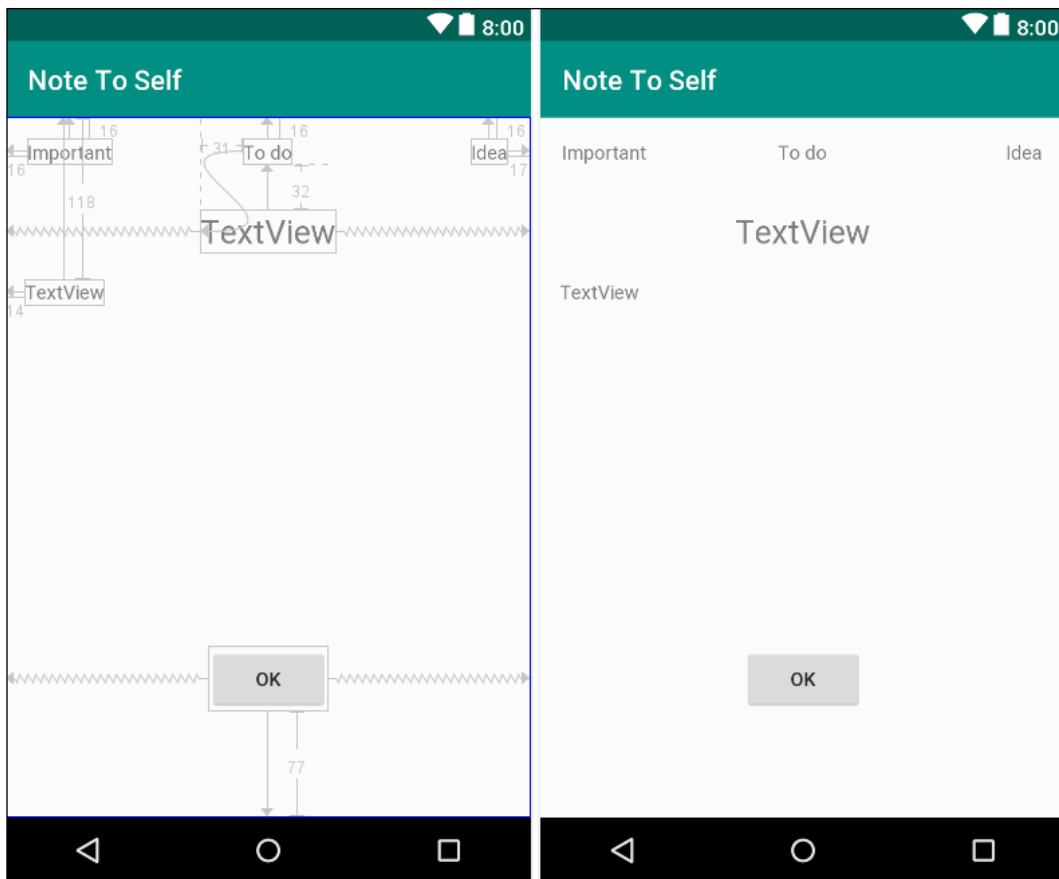 8:00
Note To Self
16 16 16
Important 31 To do Idea
16 17
118 32
TextView
TextView
14
OK
77
8:00
Note To Self
Important To do Idea
TextView
TextView
OK